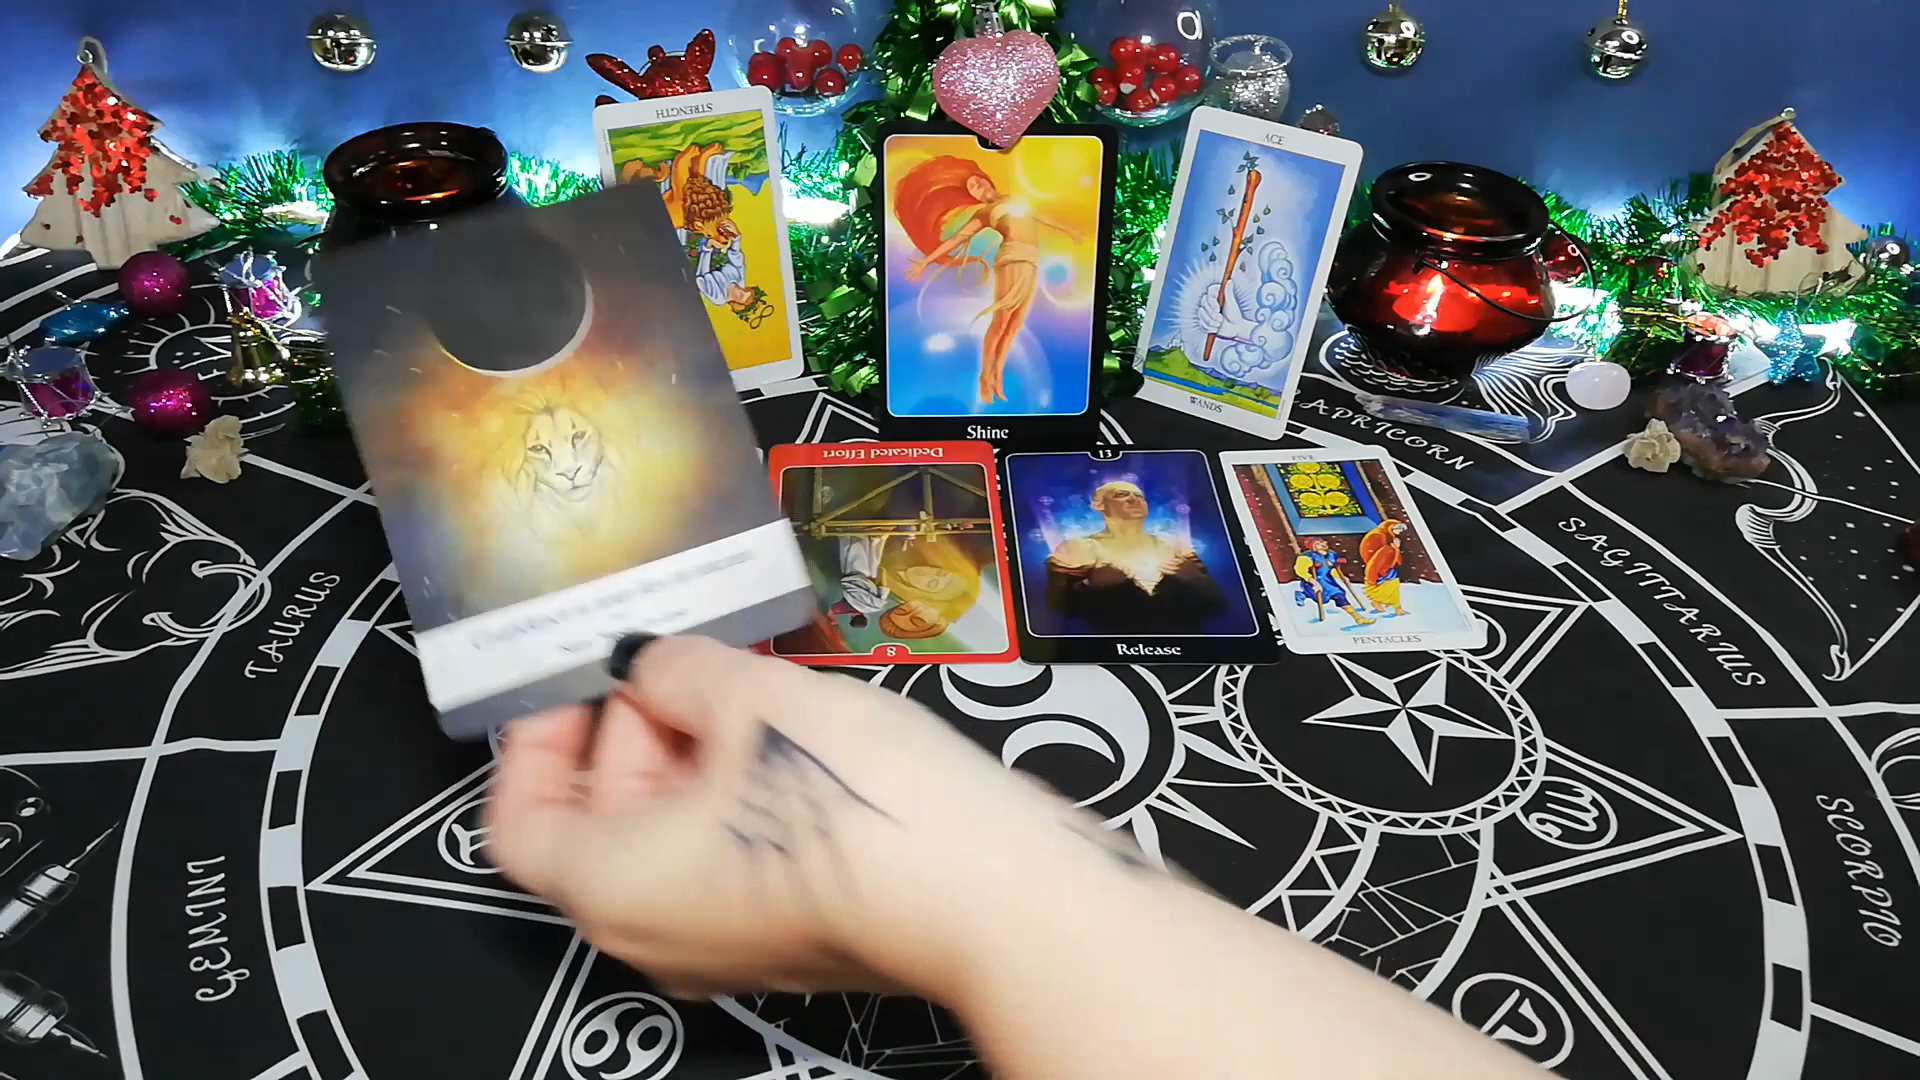 STRENGTH
ACE
WANDS
Shine
Dedicated Effort
8
13
Release
FIVE
PENTACLES
CAPRICORN
SAGITTARIUS
SCORPIO
TAURUS
GEMINI